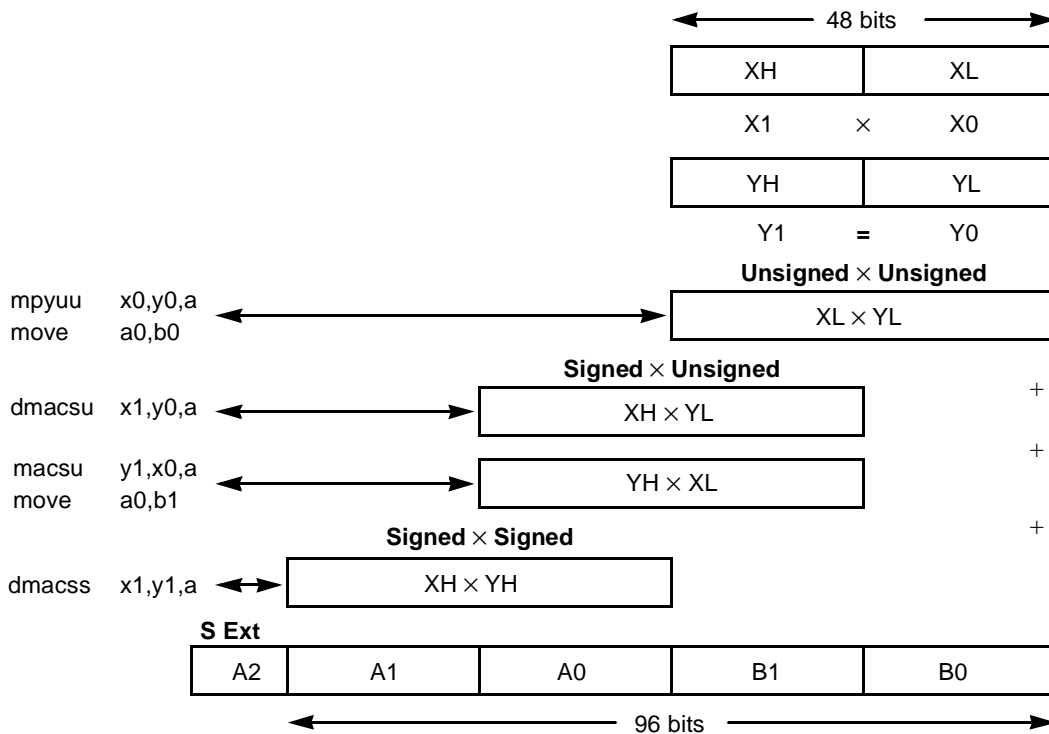 48 bits
XH XL
X1 × X0
YH YL
Y1 = Y0
Unsigned × Unsigned
mpyuu x0,y0,a XL × YL
move a0,b0
Signed × Unsigned
+
dmacsu x1,y0,a XH × YL
+
macsu y1,x0,a YH × XL
move a0,b1
+
Signed × Signed
dmacss x1,y1,a XH × YH
S Ext
A2 A1 A0 B1 B0
96 bits